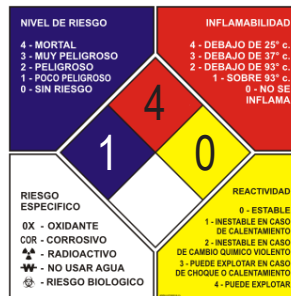 NIVEL DE RIESGO
4 - MORTAL
3 - MUY PELIGROSO
2 - PELIGROSO
1 - POCO PELIGROSO
0 - SIN RIESGO
INFLAMABILIDAD
4 - DEBAJO DE 25° c.
3 - DEBAJO DE 37° c.
2 - DEBAJO DE 93° c.
1 - SOBRE 93° c.
0 - NO SE
INFLAMA
4
1
0
RIESGO
ESPECIFICO
0X - OXIDANTE
COR - CORROSIVO
- RADIOACTIVO
W - NO USAR AGUA
- RIESGO BIOLOGICO
REACTIVIDAD
0 - ESTABLE
1 - INESTABLE EN CASO
DE CALENTAMIENTO
2 - INESTABLE EN CASO
DE CAMBIO QUIMICO VIOLENTO
3 - PUEDE EXPLOTAR EN CASO
DE CHOQUE O CALENTAMIENTO
4 - PUEDE EXPLOTAR